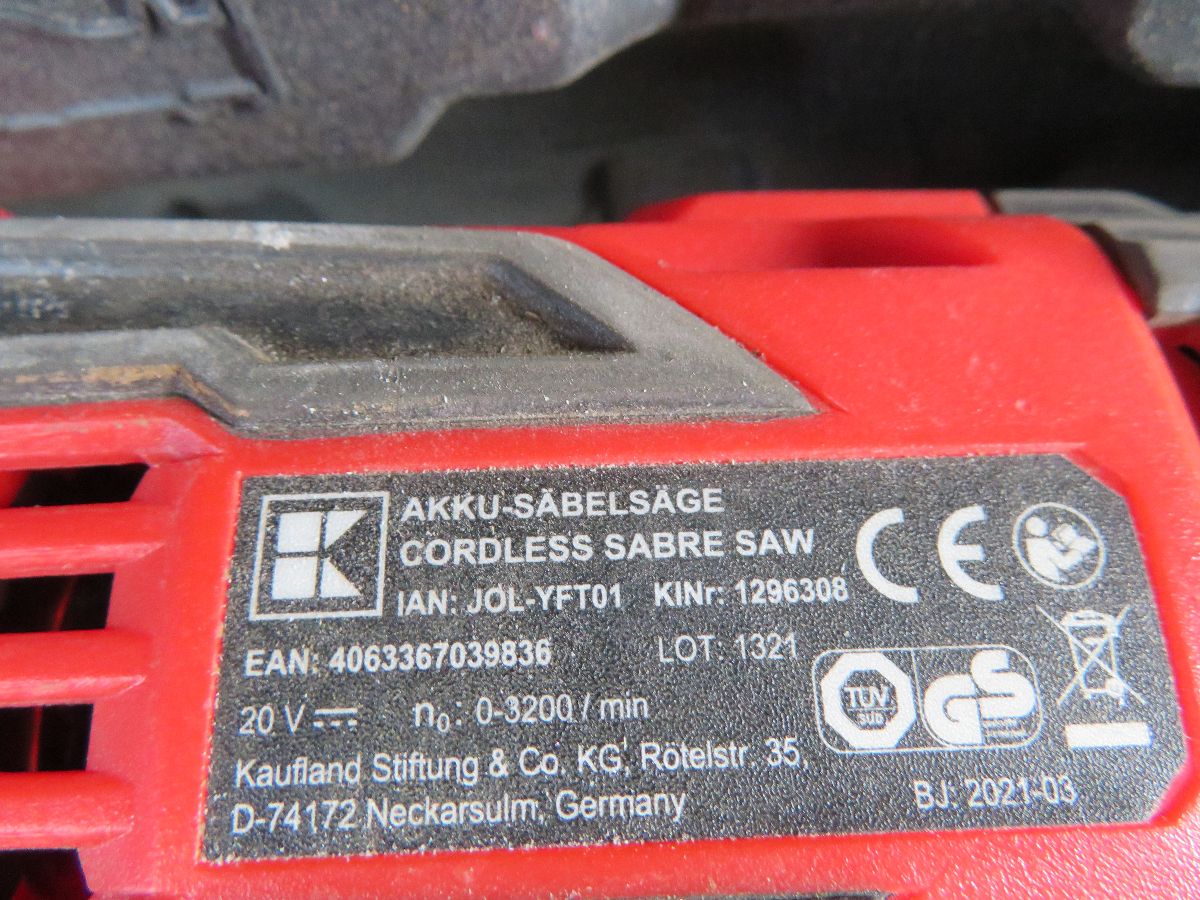 AKKU-SÄBELSÄGE
CORDLESS SABRE SAW
IAN: JOL-YFT01 KINr: 1296308
EAN: 4063367039836 LOT: 1321
20 V n0: 0-3200 / min
Kaufland Stiftung & Co. KG, Rötelstr. 35,
D-74172 Neckarsulm, Germany
BJ: 2021-03
CE
TÜV
SÜD
GS